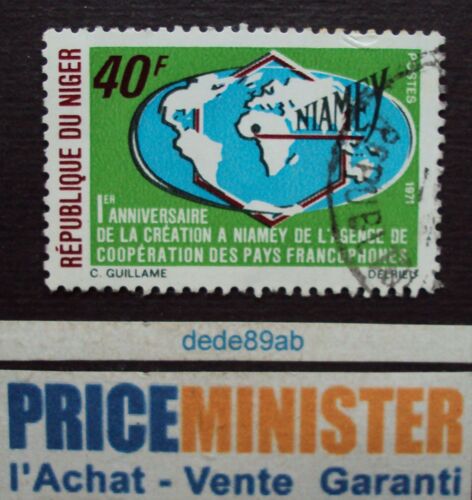 40F
NIAMEY
POSTES
1971
RÉPUBLIQUE DU NIGER
1ER ANNIVERSAIRE
DE LA CRÉATION A NIAMEY DE L'AGENCE DE
COOPÉRATION DES PAYS FRANCOPHONES
C. GUILLAME
DELRIEU
dede89ab
PRICEMINISTER
l'Achat - Vente Garanti